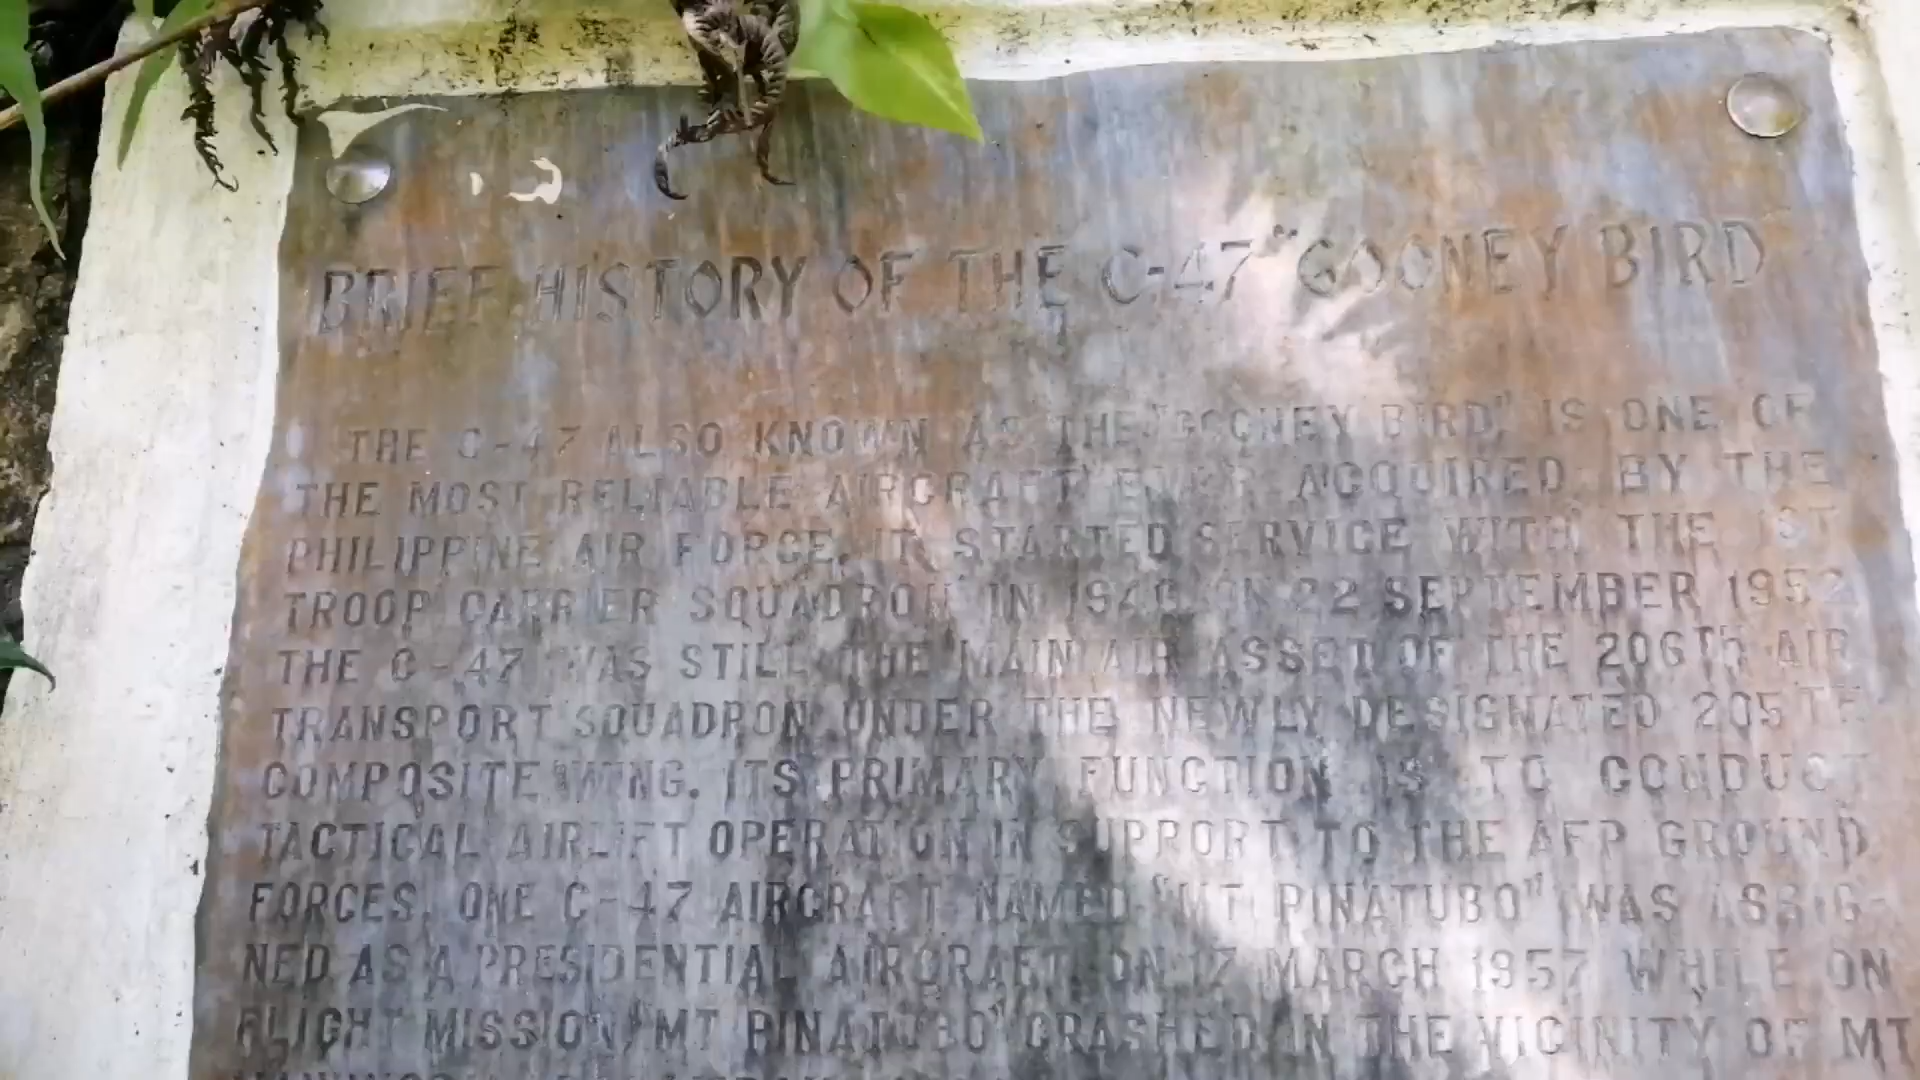 BRIEF HISTORY OF THE C-47 "GOONEY BIRD
THE C-47 ALSO KNOWN AS THE "GOONEY BIRD" IS ONE OF
THE MOST RELIABLE AIRCRAFT EVER ACQUIRED BY THE
PHILIPPINE AIR FORCE. IT STARTED SERVICE WITH THE 1ST
TROOP CARRIER SQUADRON IN ON 22 SEPTEMBER 1952
THE C-47 WAS STILL THE MAIN AIR ASSET OF THE 206TH AIR
TRANSPORT SQUADRON UNDER THE NEWLY DESIGNATED 205TH
COMPOSITE WING. ITS PRIMARY FUNCTION IS TO CONDUCT
TACTICAL AIRLIFT OPERATION IN SUPPORT TO THE AFP GROUND
FORCES. ONE C-47 AIRCRAFT NAMED "MT PINATUBO" WAS ASSIG-
NED AS A PRESIDENTIAL AIRCRAFT. ON 17 MARCH 1957 WHILE ON
FLIGHT MISSION, "MT PINATUBO" CRASHED IN THE VICINITY OF MT